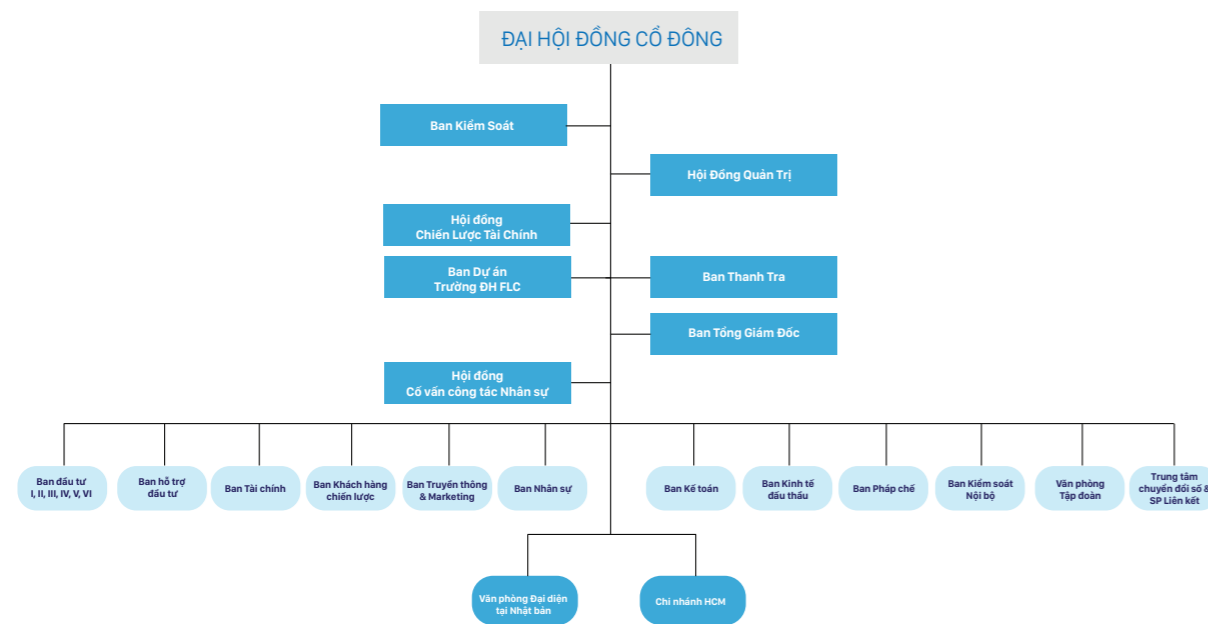 ĐẠI HỘI ĐỒNG CỔ ĐÔNG
Ban Kiểm Soát
Hội Đồng Quản Trị
Hội đồng
Chiến Lược Tài Chính
Ban Dự án
Trường ĐH FLC
Ban Thanh Tra
Ban Tổng Giám Đốc
Hội đồng
Cố vấn công tác Nhân sự
Ban đầu tư
I, II, III, IV, V, VI
Ban hỗ trợ
đầu tư
Ban Tài chính
Ban Khách hàng
chiến lược
Ban Truyền thông
& Marketing
Ban Nhân sự
Ban Kế toán
Ban Kinh tế
đấu thầu
Ban Pháp chế
Ban Kiểm soát
Nội bộ
Văn phòng
Tập đoàn
Trung tâm
chuyển đổi số &
SP Liên kết
Văn phòng Đại diện
tại Nhật bản
Chi nhánh HCM